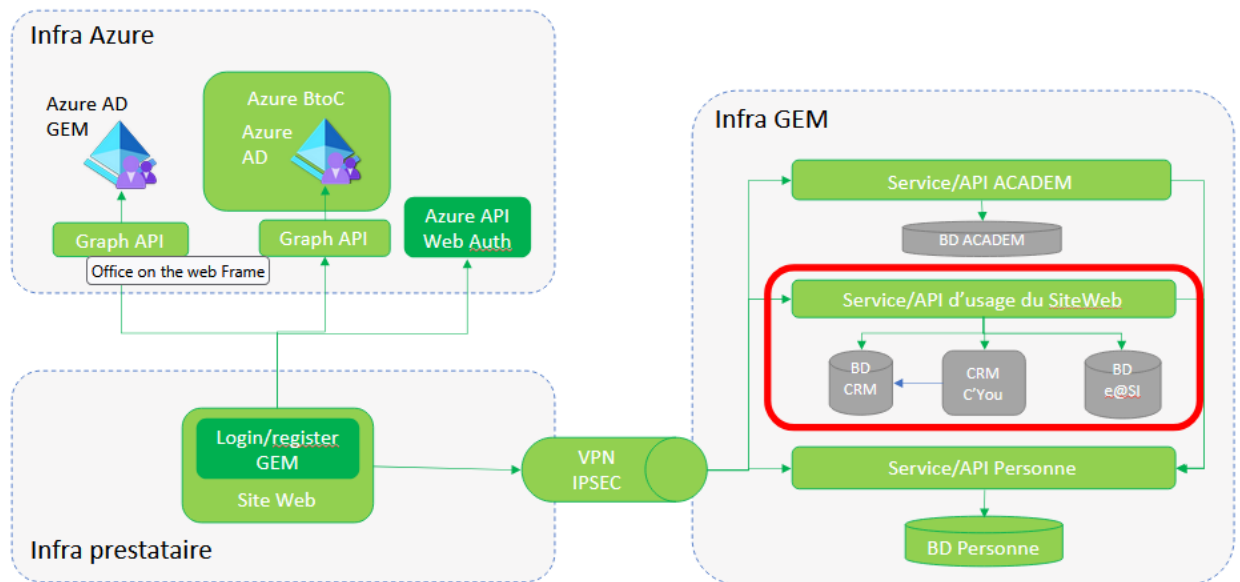 Infra Azure
Azure AD
GEM
Azure BtoC
Azure
AD
Graph API
Graph API
Azure API
Web Auth
Office on the web Frame
Login/register
GEM
Site Web
Infra prestataire
VPN
IPSEC
Infra GEM
Service/API ACADEM
BD ACADEM
Service/API d'usage du SiteWeb
BD
CRM
CRM
C'You
BD
e@SI
Service/API Personne
BD Personne